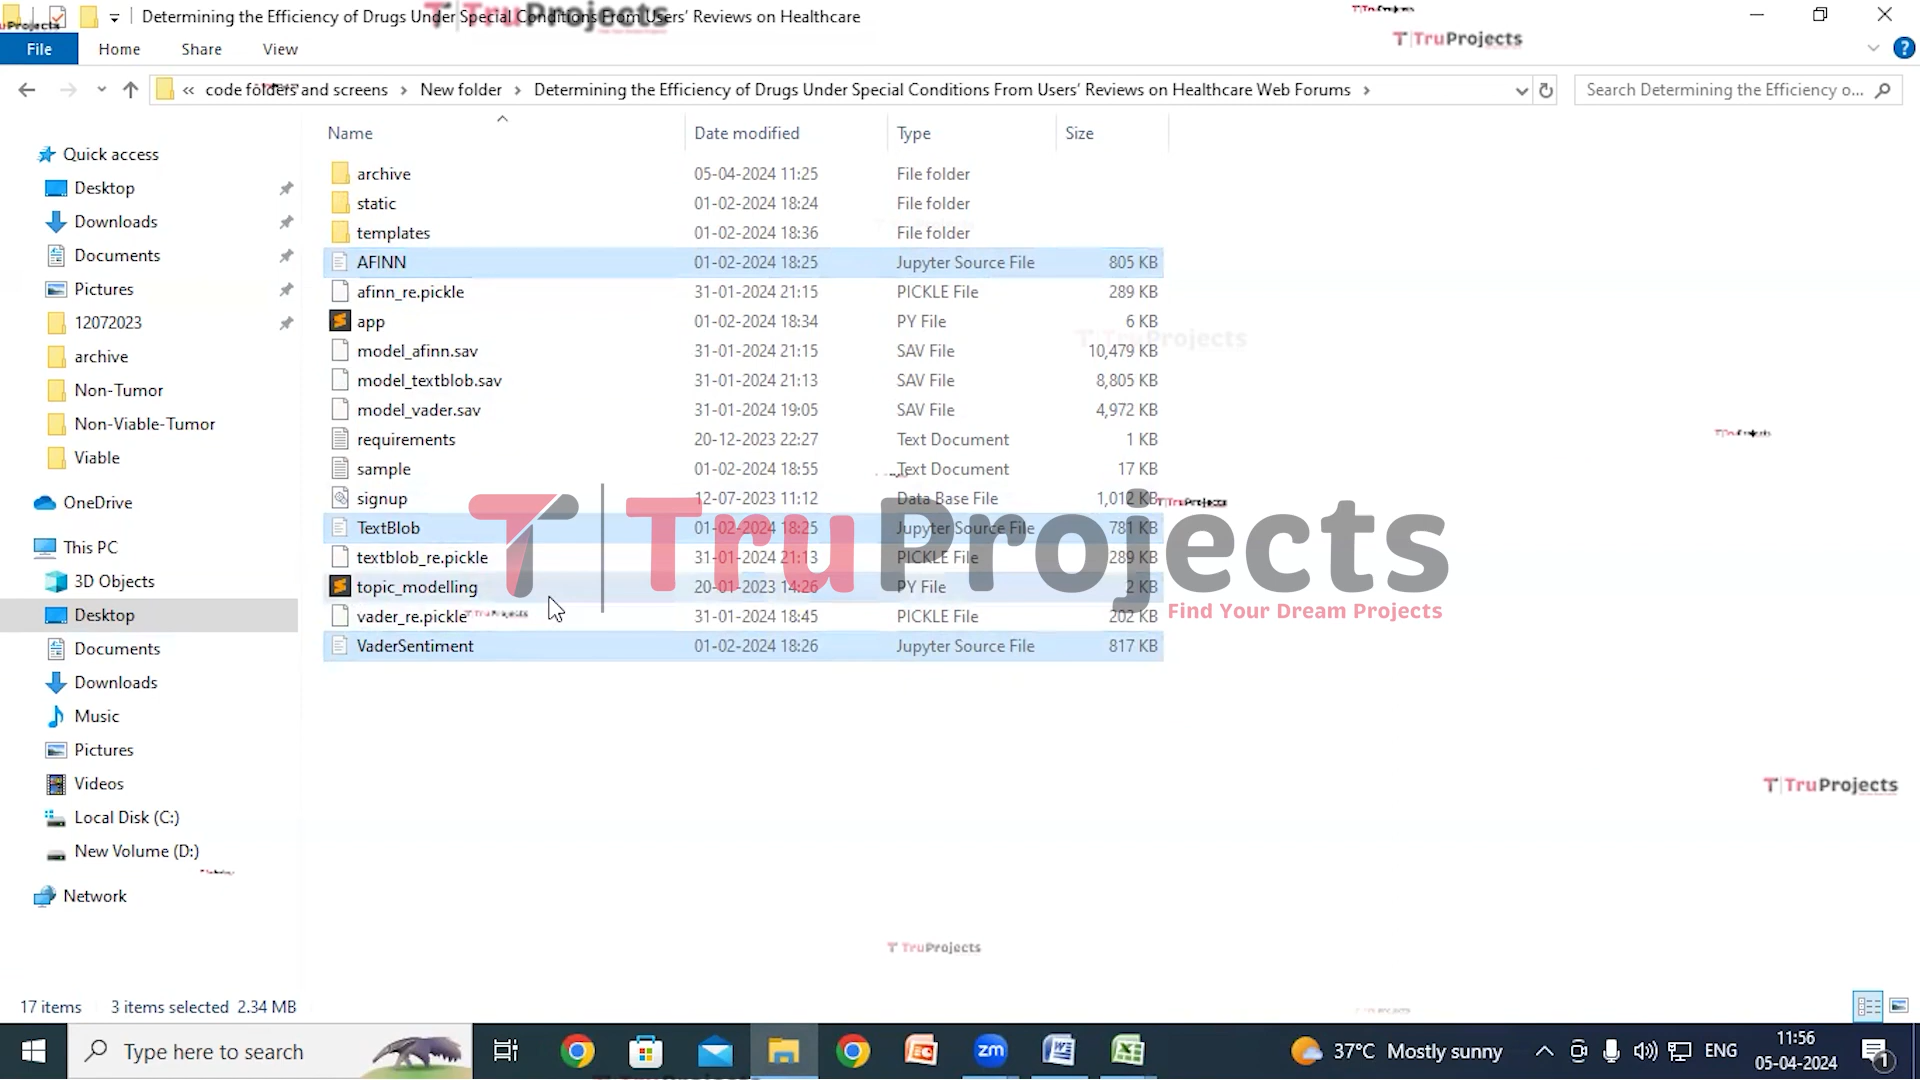 Determining the Efficiency of Drugs Under Special Conditions From Users' Reviews on Healthcare
TruProjects
TruProjects
File Home Share View
TruProjects
« code folders and screens › New folder › Determining the Efficiency of Drugs Under Special Conditions From Users' Reviews on Healthcare Web Forums ›
Search Determining the Efficiency o...
Name Date modified Type Size
Quick access
Desktop
Downloads
Documents
Pictures
12072023
archive
Non-Tumor
Non-Viable-Tumor
Viable
OneDrive
This PC
3D Objects
Desktop
Documents
Downloads
Music
Pictures
Videos
Local Disk (C:)
New Volume (D:)
Network
archive 05-04-2024 11:25 File folder
static 01-02-2024 18:24 File folder
templates 01-02-2024 18:36 File folder
AFINN 01-02-2024 18:25 Jupyter Source File 805 KB
afinn_re.pickle 31-01-2024 21:15 PICKLE File 289 KB
app 01-02-2024 18:34 PY File 6 KB
TruProjects
model_afinn.sav 31-01-2024 21:15 SAV File 10,479 KB
model_textblob.sav 31-01-2024 21:13 SAV File 8,805 KB
model_vader.sav 31-01-2024 19:05 SAV File 4,972 KB
requirements 20-12-2023 22:27 Text Document 1 KB
sample 01-02-2024 18:55 Text Document 17 KB
signup 12-07-2023 11:12 Data Base File 1,012 KB
TruProjects
TextBlob 01-02-2024 18:25 Jupyter Source File 781 KB
textblob_re.pickle 31-01-2024 21:13 PICKLE File 289 KB
topic_modelling 20-01-2023 14:26 PY File 2 KB
vader_re.pickle 31-01-2024 18:45 PICKLE File 202 KB
VaderSentiment 01-02-2024 18:26 Jupyter Source File 817 KB
TruProjects
Find Your Dream Projects
TruProjects
TruProjects
TruProjects
17 items 3 items selected 2.34 MB
Type here to search
zm
37°C Mostly sunny
ENG
11:56
05-04-2024
1